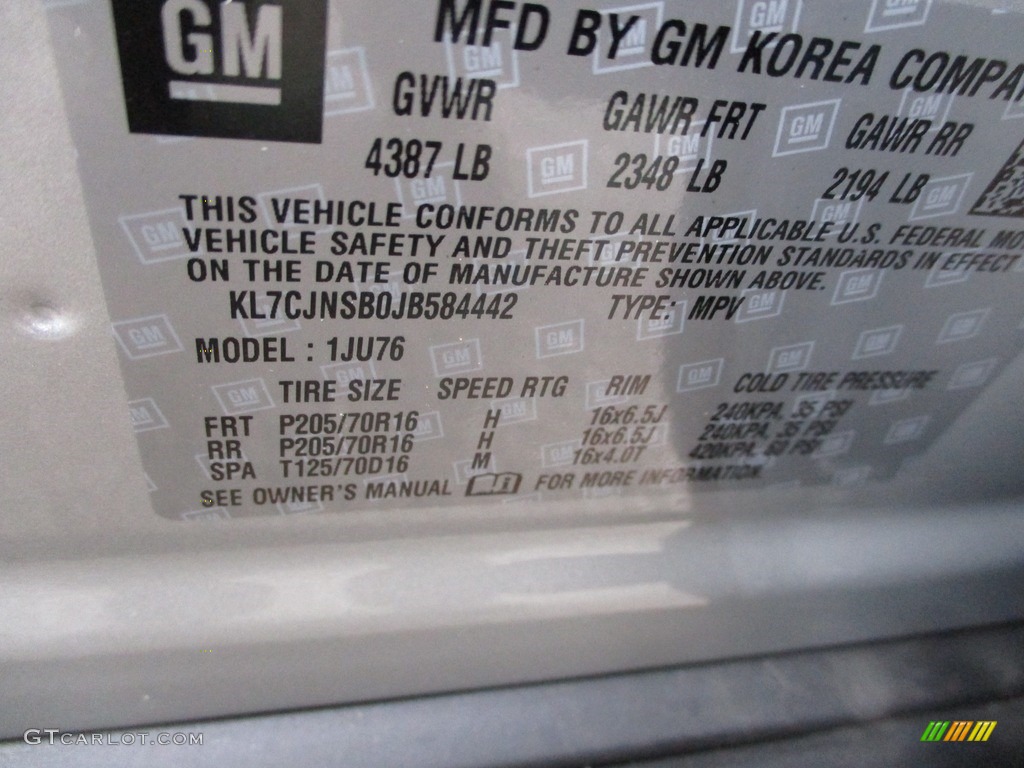 GM
MFD BY GM KOREA COMPA
GVWR GAWR FRT GAWR RR
4387 LB 2348 LB 2194 LB
THIS VEHICLE CONFORMS TO ALL APPLICABLE U.S. FEDERAL MO
VEHICLE SAFETY AND THEFT PREVENTION STANDARDS IN EFFECT
ON THE DATE OF MANUFACTURE SHOWN ABOVE.
KL7CJNSB0JB584442 TYPE: MPV
MODEL : 1JU76
TIRE SIZE SPEED RTG RIM COLD TIRE PRESSURE
FRT P205/70R16 H 16x6.5J 240KPA, 35 PSI
RR P205/70R16 H 16x6.5J 240KPA, 35 PSI
SPA T125/70D16 M 16x4.0T 420KPA, 60 PSI
SEE OWNER'S MANUAL FOR MORE INFORMATION.
GTCARLOT.COM